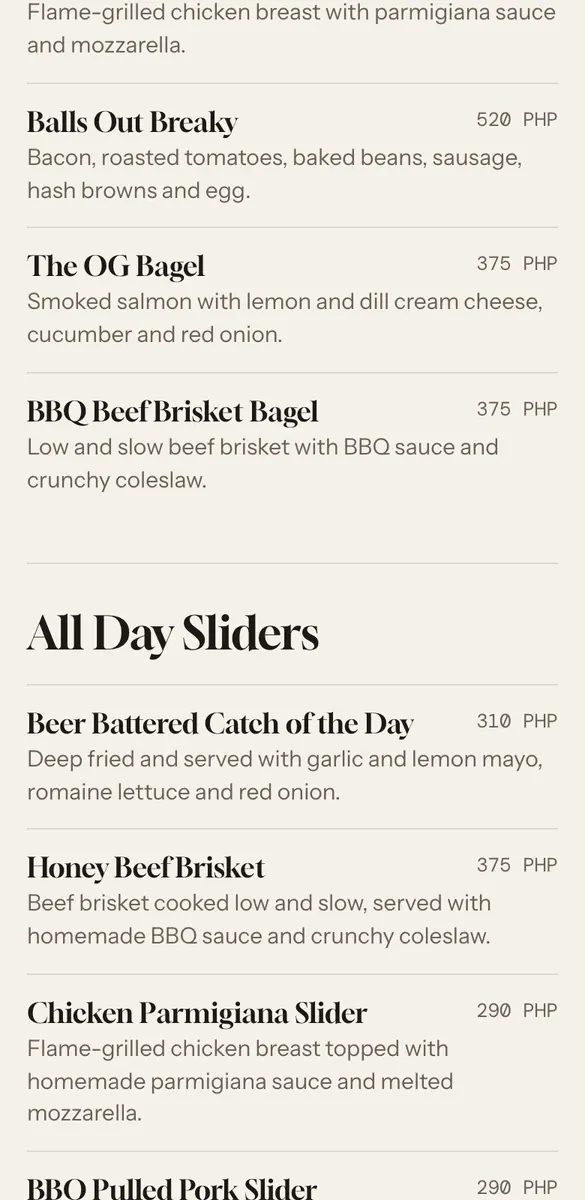 Flame-grilled chicken breast with parmigiana sauce
and mozzarella.
Balls Out Breaky 520 PHP
Bacon, roasted tomatoes, baked beans, sausage,
hash browns and egg.
The OG Bagel 375 PHP
Smoked salmon with lemon and dill cream cheese,
cucumber and red onion.
BBQ Beef Brisket Bagel 375 PHP
Low and slow beef brisket with BBQ sauce and
crunchy coleslaw.
All Day Sliders
Beer Battered Catch of the Day 310 PHP
Deep fried and served with garlic and lemon mayo,
romaine lettuce and red onion.
Honey Beef Brisket 375 PHP
Beef brisket cooked low and slow, served with
homemade BBQ sauce and crunchy coleslaw.
Chicken Parmigiana Slider 290 PHP
Flame-grilled chicken breast topped with
homemade parmigiana sauce and melted
mozzarella.
BBQ Pulled Pork Slider 290 PHP